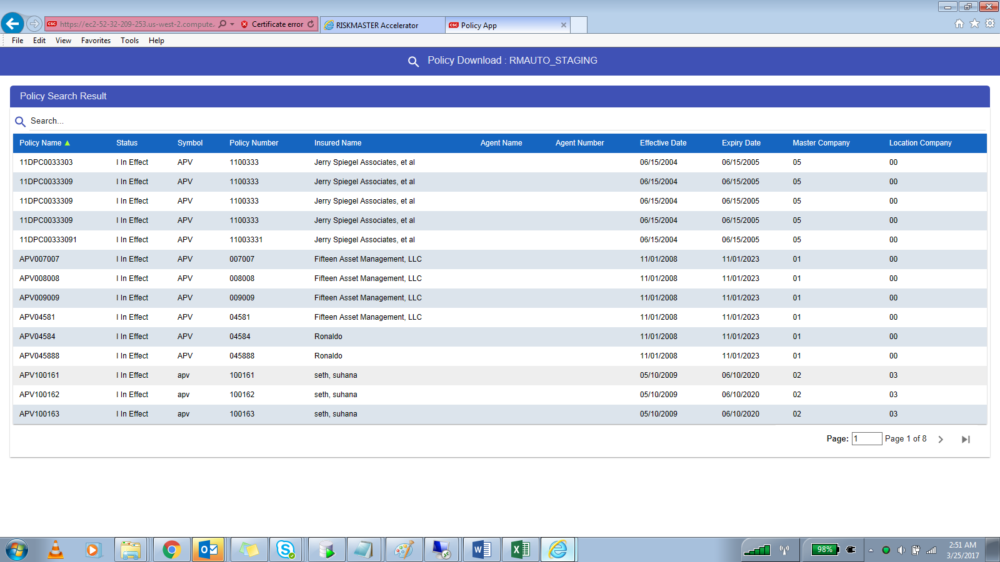 CSC https://ec2-52-32-209-253.us-west-2.compute... Certificate error RISKMASTER Accelerator CSC Policy App
File Edit View Favorites Tools Help
Policy Download : RMAUTO_STAGING
Policy Search Result
Search...
Policy Name Status Symbol Policy Number Insured Name Agent Name Agent Number Effective Date Expiry Date Master Company Location Company
11DPC0033303 I In Effect APV 1100333 Jerry Spiegel Associates, et al 06/15/2004 06/15/2005 05 00
11DPC0033309 I In Effect APV 1100333 Jerry Spiegel Associates, et al 06/15/2004 06/15/2005 05 00
11DPC0033309 I In Effect APV 1100333 Jerry Spiegel Associates, et al 06/15/2004 06/15/2005 05 00
11DPC0033309 I In Effect APV 1100333 Jerry Spiegel Associates, et al 06/15/2004 06/15/2005 05 00
11DPC00333091 I In Effect APV 11003331 Jerry Spiegel Associates, et al 06/15/2004 06/15/2005 05 00
APV007007 I In Effect APV 007007 Fifteen Asset Management, LLC 11/01/2008 11/01/2023 01 00
APV008008 I In Effect APV 008008 Fifteen Asset Management, LLC 11/01/2008 11/01/2023 01 00
APV009009 I In Effect APV 009009 Fifteen Asset Management, LLC 11/01/2008 11/01/2023 01 00
APV04581 I In Effect APV 04581 Fifteen Asset Management, LLC 11/01/2008 11/01/2023 01 00
APV04584 I In Effect APV 04584 Ronaldo 11/01/2008 11/01/2023 01 00
APV045888 I In Effect APV 045888 Ronaldo 11/01/2008 11/01/2023 01 00
APV100161 I In Effect apv 100161 seth, suhana 05/10/2009 06/10/2020 02 03
APV100162 I In Effect apv 100162 seth, suhana 05/10/2009 06/10/2020 02 03
APV100163 I In Effect apv 100163 seth, suhana 05/10/2009 06/10/2020 02 03
Page: 1 Page 1 of 8
98% 2:51 AM
3/25/2017